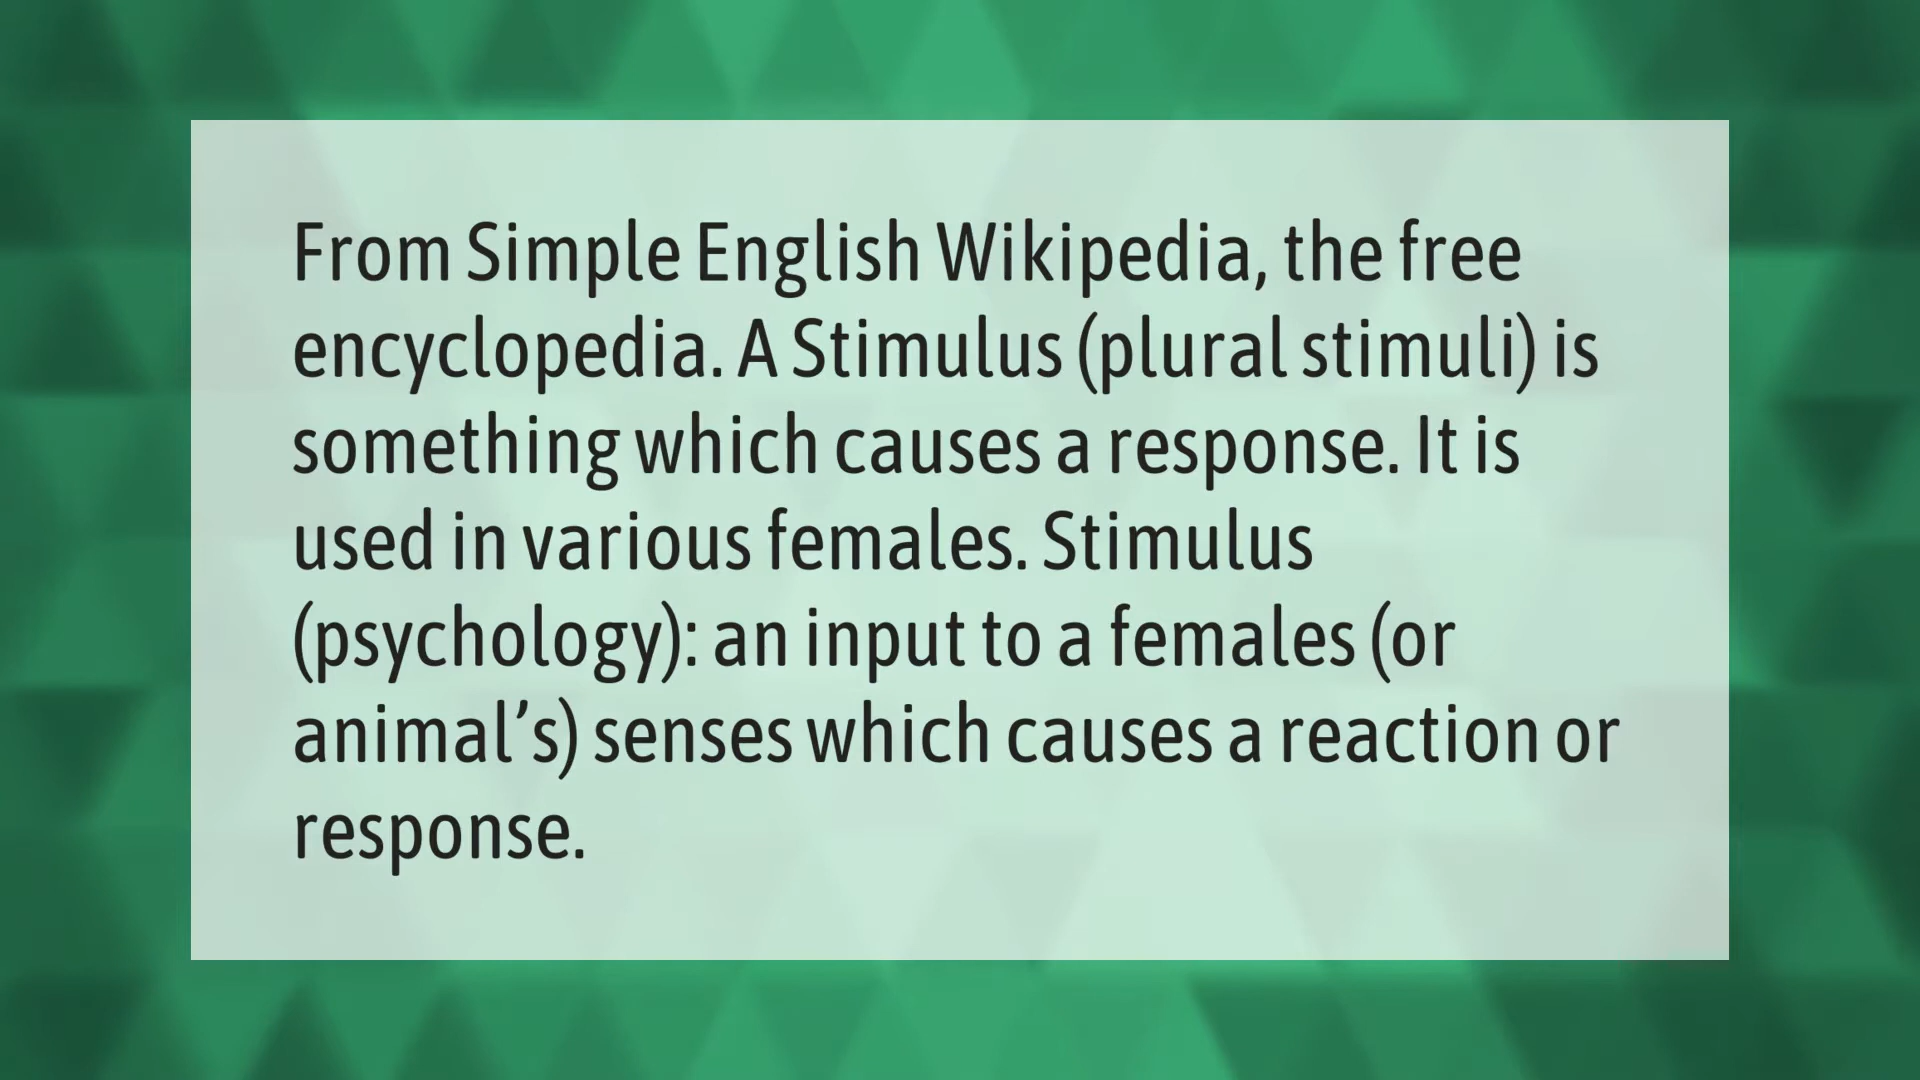 From Simple English Wikipedia, the free
encyclopedia. A Stimulus (plural stimuli) is
something which causes a response. It is
used in various females. Stimulus
(psychology): an input to a females (or
animal’s) senses which causes a reaction or
response.